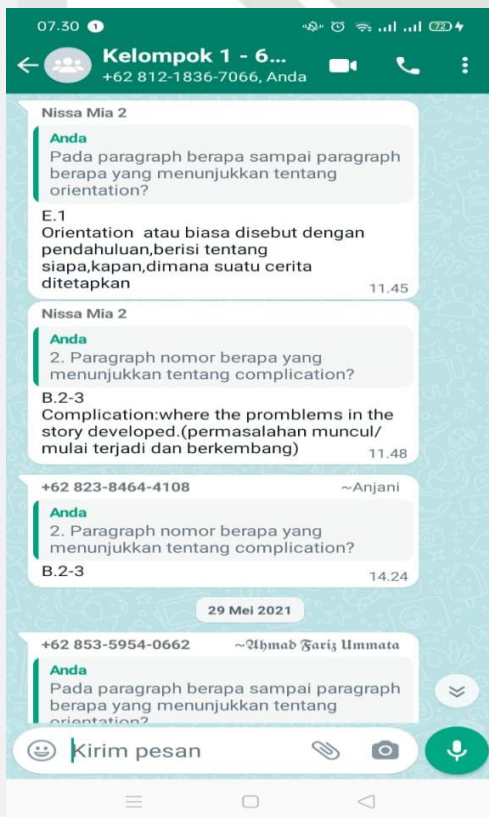 07.30 1 72
Kelompok 1 - 6...
+62 812-1836-7066, Anda
Nissa Mia 2
Anda
Pada paragraph berapa sampai paragraph
berapa yang menunjukkan tentang
orientation?
E.1
Orientation atau biasa disebut dengan
pendahuluan,berisi tentang
siapa,kapan,dimana suatu cerita
ditetapkan
11.45
Nissa Mia 2
Anda
2. Paragraph nomor berapa yang
menunjukkan tentang complication?
B.2-3
Complication:where the promblems in the
story developed.(permasalahan muncul/
mulai terjadi dan berkembang)
11.48
+62 823-8464-4108 ~Anjani
Anda
2. Paragraph nomor berapa yang
menunjukkan tentang complication?
B.2-3
14.24
29 Mei 2021
+62 853-5954-0662 ~𝔄𝔥𝔪𝔞𝔡 𝔉𝔞𝔯𝔦𝔷 𝔘𝔪𝔪𝔞𝔱𝔞
Anda
Pada paragraph berapa sampai paragraph
berapa yang menunjukkan tentang
orientation?
Kirim pesan